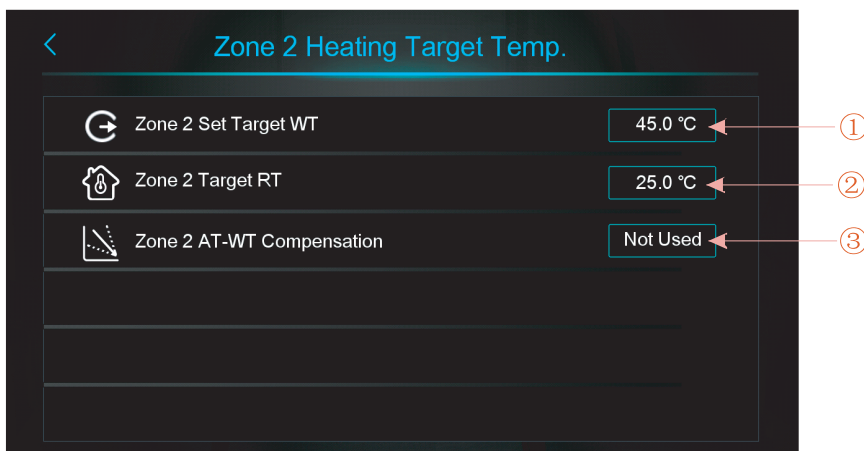 Zone 2 Heating Target Temp.
Zone 2 Set Target WT 45.0 ℃ ①
Zone 2 Target RT 25.0 ℃ ②
Zone 2 AT-WT Compensation Not Used ③